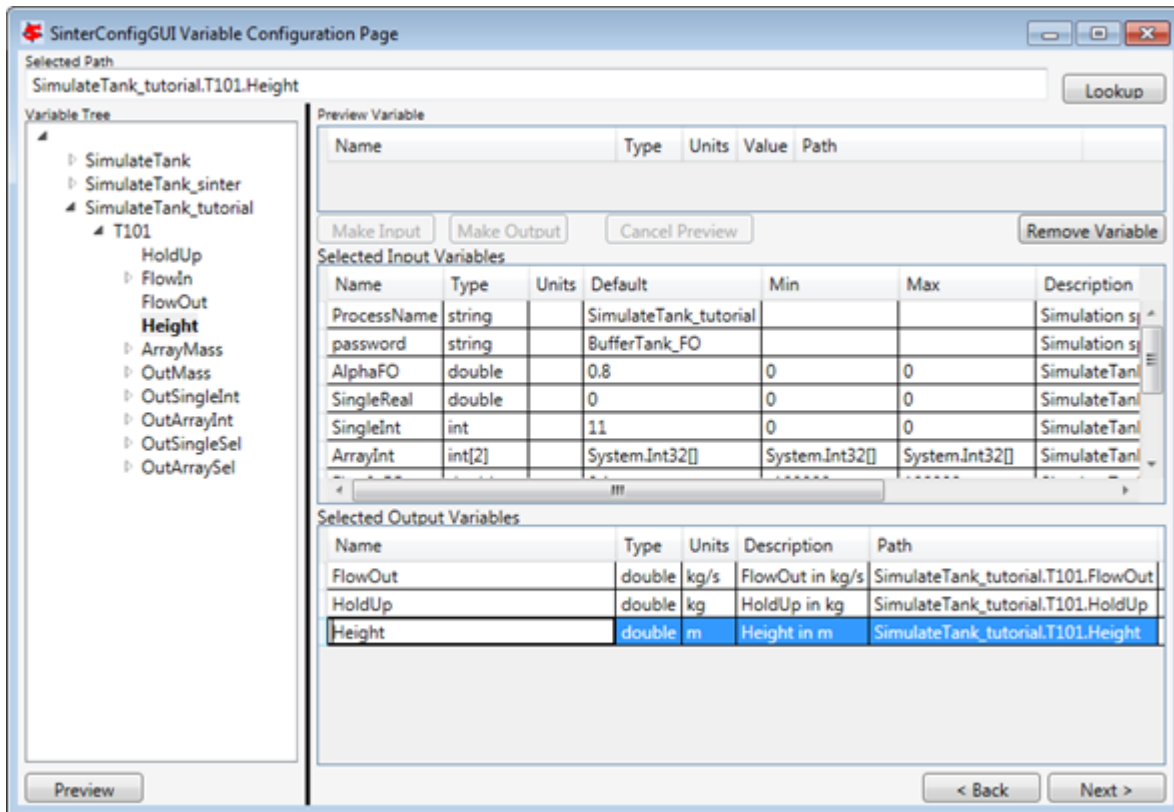 SinterConfigGUI Variable Configuration Page
Selected Path
SimulateTank_tutorial.T101.Height
Lookup
Variable Tree
SimulateTank
SimulateTank_sinter
SimulateTank_tutorial
T101
HoldUp
FlowIn
FlowOut
Height
ArrayMass
OutMass
OutSingleInt
OutArrayInt
OutSingleSel
OutArraySel
Preview
Preview Variable
Name Type Units Value Path
Make Input Make Output Cancel Preview Remove Variable
Selected Input Variables
Name Type Units Default Min Max Description
ProcessName string SimulateTank_tutorial Simulation
password string BufferTank_FO Simulation
AlphaFO double 0.8 0 0 SimulateTan
SingleReal double 0 0 0 SimulateTan
SingleInt int 11 0 0 SimulateTan
ArrayInt int[2] System.Int32[] System.Int32[] System.Int32[] SimulateTan
Selected Output Variables
Name Type Units Description Path
FlowOut double kg/s FlowOut in kg/s SimulateTank_tutorial.T101.FlowOut
HoldUp double kg HoldUp in kg SimulateTank_tutorial.T101.HoldUp
Height double m Height in m SimulateTank_tutorial.T101.Height
< Back Next >